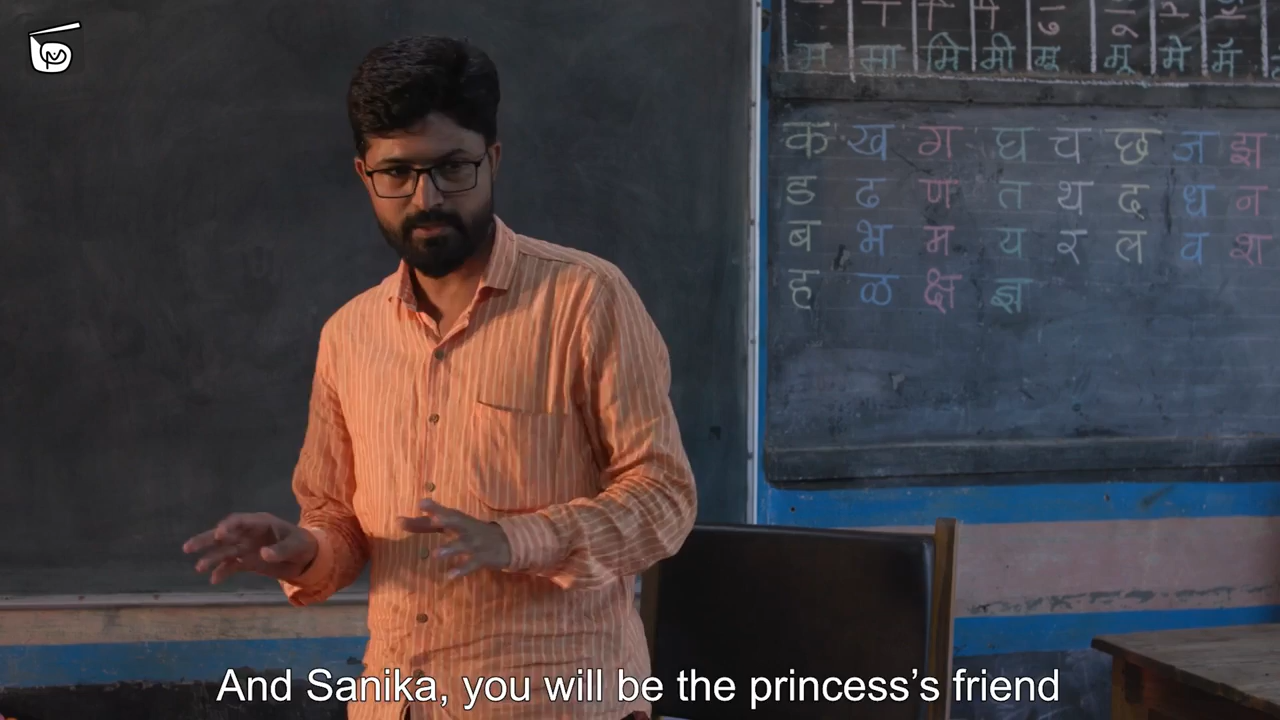 म मा मि मी मु मू मे मॅ
क ख ग घ च छ ज झ
ड ढ ण त थ द ध न
ब भ म य र ल व श
ह ळ क्ष ज्ञ
And Sanika, you will be the princess’s friend